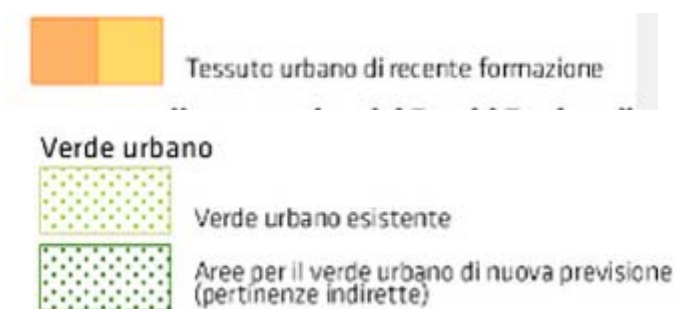 Tessuto urbano di recente formazione
Verde urbano
Verde urbano esistente
Aree per il verde urbano di nuova previsione
(pertinenze indirette)